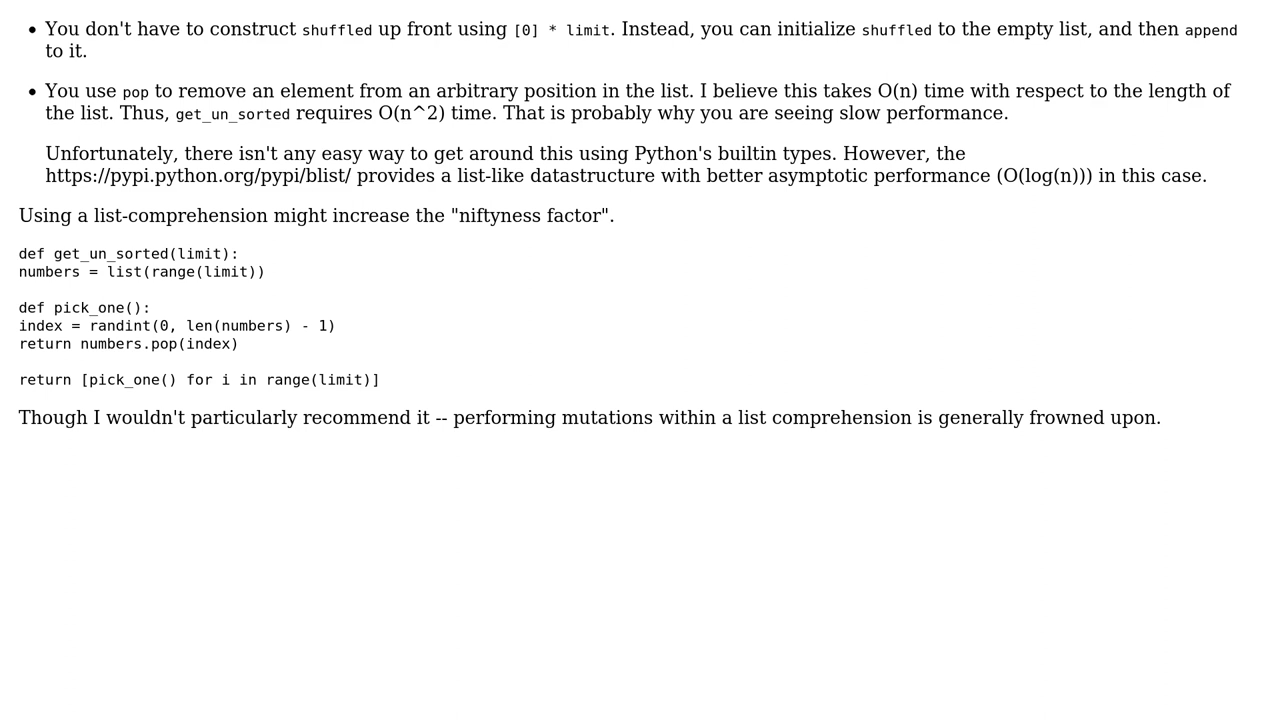 You don't have to construct shuffled up front using [0] * limit. Instead, you can initialize shuffled to the empty list, and then append
to it.
You use pop to remove an element from an arbitrary position in the list. I believe this takes O(n) time with respect to the length of
the list. Thus, get_un_sorted requires O(n^2) time. That is probably why you are seeing slow performance.
Unfortunately, there isn't any easy way to get around this using Python's builtin types. However, the
https://pypi.python.org/pypi/blist/ provides a list-like datastructure with better asymptotic performance (O(log(n))) in this case.
Using a list-comprehension might increase the "niftyness factor".
def get_un_sorted(limit):
numbers = list(range(limit))
def pick_one():
index = randint(0, len(numbers) - 1)
return numbers.pop(index)
return [pick_one() for i in range(limit)]
Though I wouldn't particularly recommend it -- performing mutations within a list comprehension is generally frowned upon.